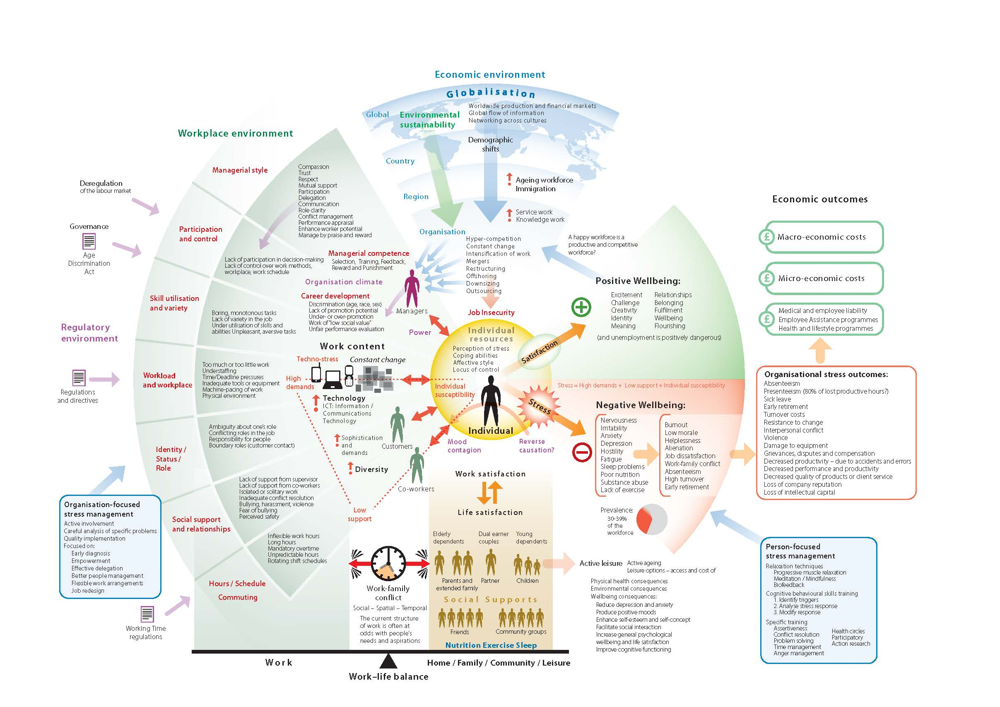 Economic environment
Globalisation
Worldwide production and financial markets
Global flow of information
Networking across cultures
Global
Environmental
sustainability
Demographic
shifts
Country
Ageing workforce
Immigration
Region
Service work
Knowledge work
Organisation
Hyper-competition
Constant change
Intensification of work
Mergers
Restructuring
Offshoring
Downsizing
Outsourcing
Job Insecurity
Workplace environment
Managerial style
Compassion
Trust
Respect
Mutual support
Participation
Delegation
Communication
Role clarity
Conflict management
Performance appraisal
Enhance worker potential
Manage by praise and reward
Deregulation
of the labour market
Governance
Age
Discrimination
Act
Regulatory
environment
Regulations
and directives
Participation
and control
Lack of participation in decision-making
Lack of control over work methods,
workplace, work schedule
Managerial competence
Selection, Training, Feedback,
Reward and Punishment
Organisation climate
Career development
Discrimination (age, race, sex)
Lack of promotion potential
Under- or over-promotion
Work of "low social value"
Unfair performance evaluation
Managers
Power
Skill utilisation
and variety
Boring, monotonous tasks
Lack of variety in the job
Under utilisation of skills and
abilities Unpleasant, aversive tasks
Work content
Techno-stress
Constant change
High
demands
Technology
ICT: Information /
Communications
Technology
Sophistication
and
demands
Diversity
Customers
Co-workers
Low
support
Workload
and workplace
Too much or too little work
Understaffing
Time/Deadline pressures
Inadequate tools or equipment
Machine-pacing of work
Physical environment
Identity /
Status /
Role
Ambiguity about one's role
Conflicting roles in the job
Responsibility for people
Boundary roles (customer contact)
Social support
and relationships
Lack of support from supervisor
Lack of support from co-workers
Isolated or solitary work
Inadequate conflict resolution
Bullying, harassment, violence
Fear of bullying
Perceived safety
Hours / Schedule
Commuting
Inflexible work hours
Long hours
Mandatory overtime
Unpredictable hours
Rotating shift schedules
Organisation-focused
stress management
Active involvement
Careful analysis of specific problems
Quality implementation
Focused on:
Early diagnosis
Empowerment
Effective delegation
Better people management
Flexible work arrangements
Job redesign
Working Time
regulations
Individual
resources
Perception of stress
Coping abilities
Affective style
Locus of control
Individual
susceptibility
Individual
Mood
contagion
Reverse
causation?
Satisfaction
Stress
A happy workforce is a
productive and competitive
workforce?
Positive Wellbeing:
Excitement
Challenge
Creativity
Identity
Meaning
Relationships
Belonging
Fulfilment
Wellbeing
Flourishing
(and unemployment is positively dangerous)
Stress = High demands + Low support + Individual susceptibility
Negative Wellbeing:
Nervousness
Irritability
Anxiety
Depression
Hostility
Fatigue
Sleep problems
Poor nutrition
Substance abuse
Lack of exercise
Burnout
Low morale
Helplessness
Alienation
Job dissatisfaction
Work-family conflict
Absenteeism
High turnover
Early retirement
Prevalence:
30-39%
of the
workforce
Economic outcomes
£ Macro-economic costs
£ Micro-economic costs
£ Medical and employee liability
Employee Assistance programmes
Health and lifestyle programmes
Organisational stress outcomes:
Absenteeism
Presenteeism (80% of lost productive hours?)
Sick leave
Early retirement
Turnover costs
Resistance to change
Interpersonal conflict
Violence
Damage to equipment
Grievances, disputes and compensation
Decreased productivity – due to accidents and errors
Decreased performance and productivity
Decreased quality of products or client service
Loss of company reputation
Loss of intellectual capital
Person-focused
stress management
Relaxation techniques
Progressive muscle relaxation
Meditation / Mindfulness
Biofeedback
Cognitive behavioural skills training
1. Identify triggers
2. Analyse stress response
3. Modify response
Specific training
Assertiveness
Conflict resolution
Problem solving
Time management
Anger management
Health circles
Participatory
Action research
Work satisfaction
Life satisfaction
Elderly
dependents
Dual earner
couples
Young
dependents
Parents and
extended family
Partner
Children
Social Supports
Friends
Community groups
Nutrition Exercise Sleep
Work-family
conflict
Social – Spatial – Temporal
The current structure
of work is often at
odds with people's
needs and aspirations
Active leisure
Active ageing
Leisure options – access and cost of
Physical health consequences
Environmental consequences
Wellbeing consequences:
Reduce depression and anxiety
Produce positive moods
Enhance self-esteem and self-concept
Facilitate social interaction
Increase general psychological
wellbeing and life satisfaction
Improve cognitive functioning
Work
Home / Family / Community / Leisure
Work–life balance